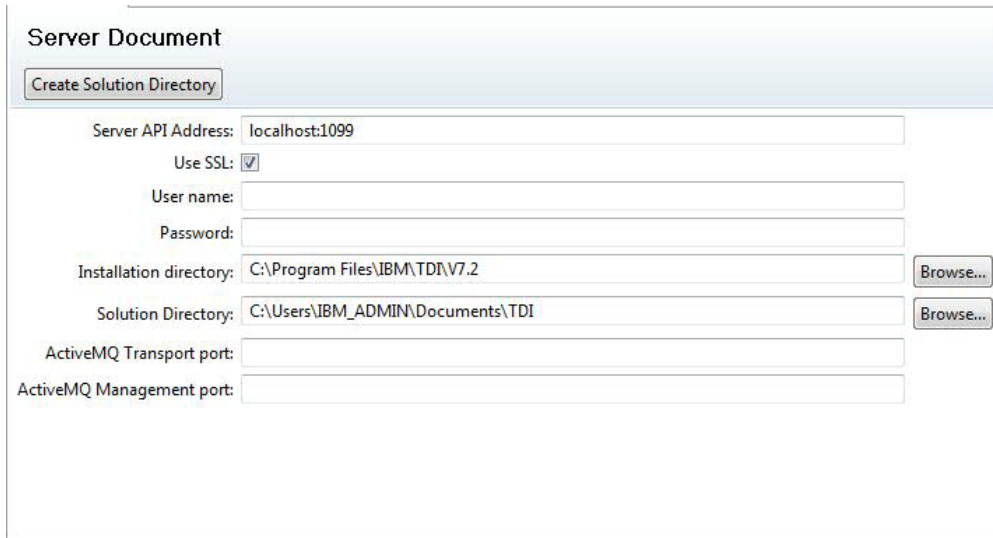 Server Document
Create Solution Directory
Server API Address: localhost:1099
Use SSL:
User name:
Password:
Installation directory: C:\Program Files\IBM\TDI\V7.2 Browse...
Solution Directory: C:\Users\IBM_ADMIN\Documents\TDI Browse...
ActiveMQ Transport port:
ActiveMQ Management port: